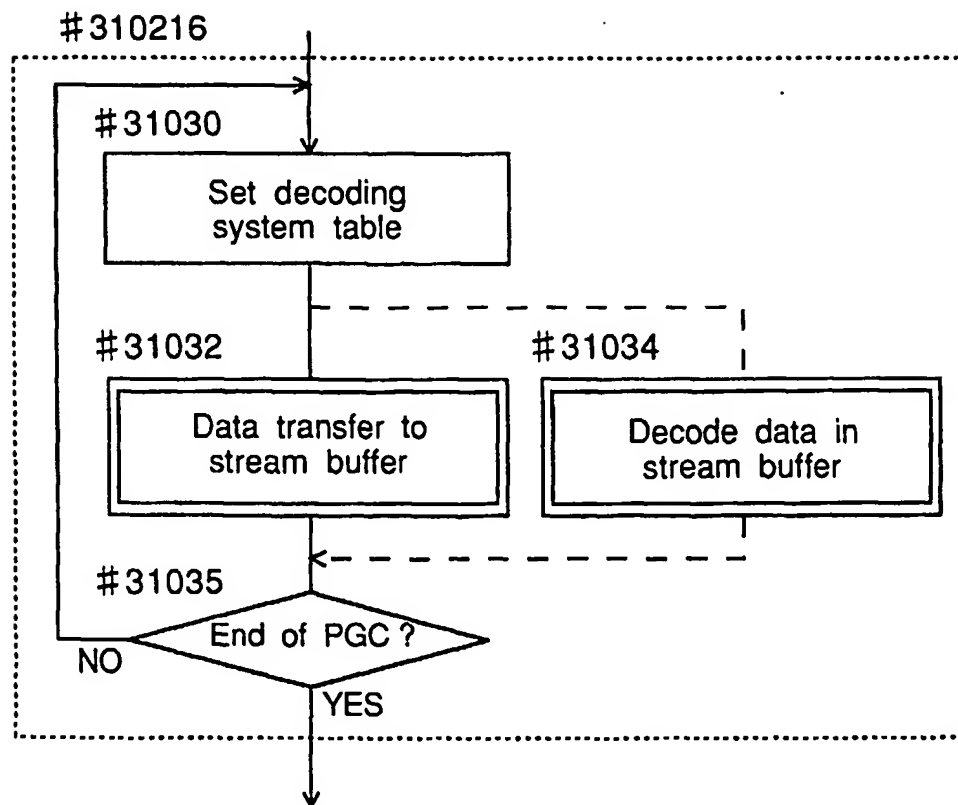 #310216
#31030
Set decoding
system table
#31032
#31034
Data transfer to
stream buffer
Decode data in
stream buffer
#31035
End of PGC ?
NO
YES